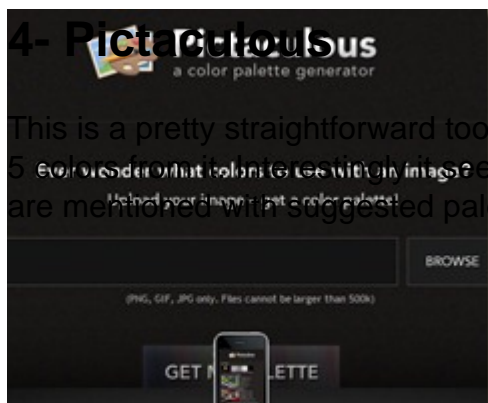 4- Pictaculous
Pictaculous
a color palette generator
This is a pretty straightforward too
Ever wonder what colors to use with an image?
5 colors from it. Interestingly it see
Upload your image & get a color palette!
are mentioned with suggested pal
BROWSE
(PNG, GIF, JPG only. Files cannot be larger than 500k)
GET M LETTE